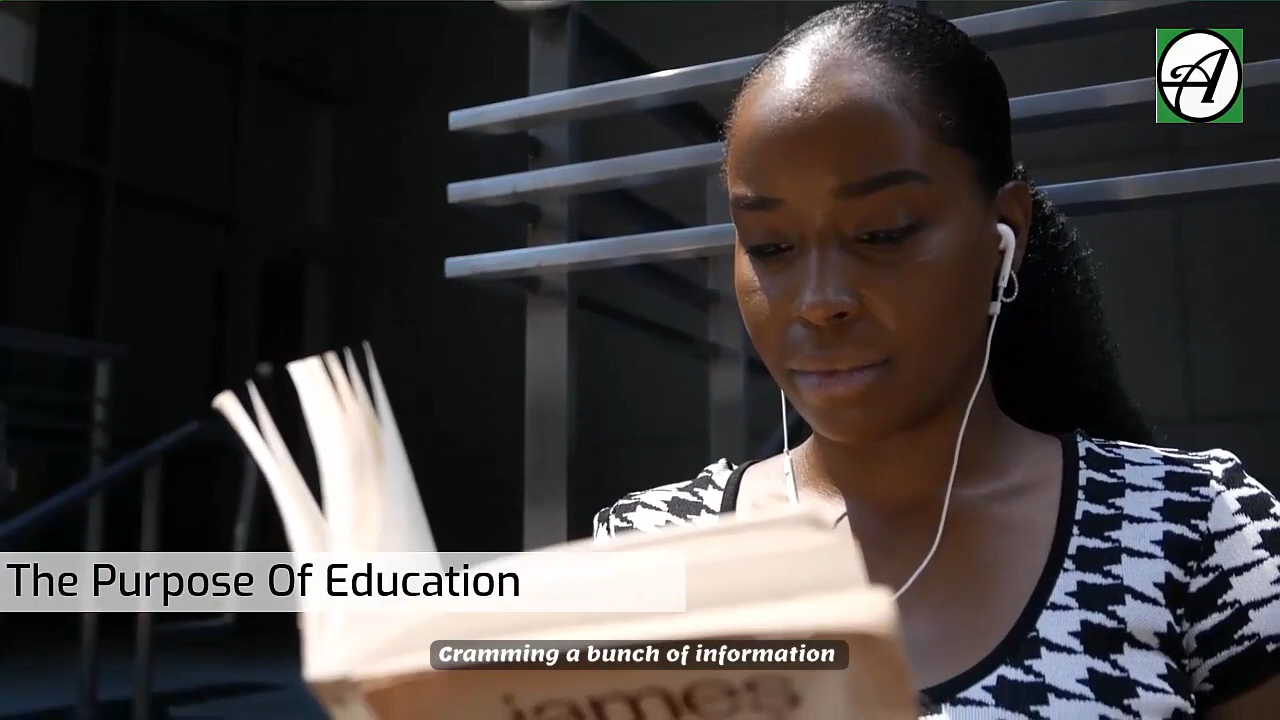 A
The Purpose Of Education
Cramming a bunch of information
james